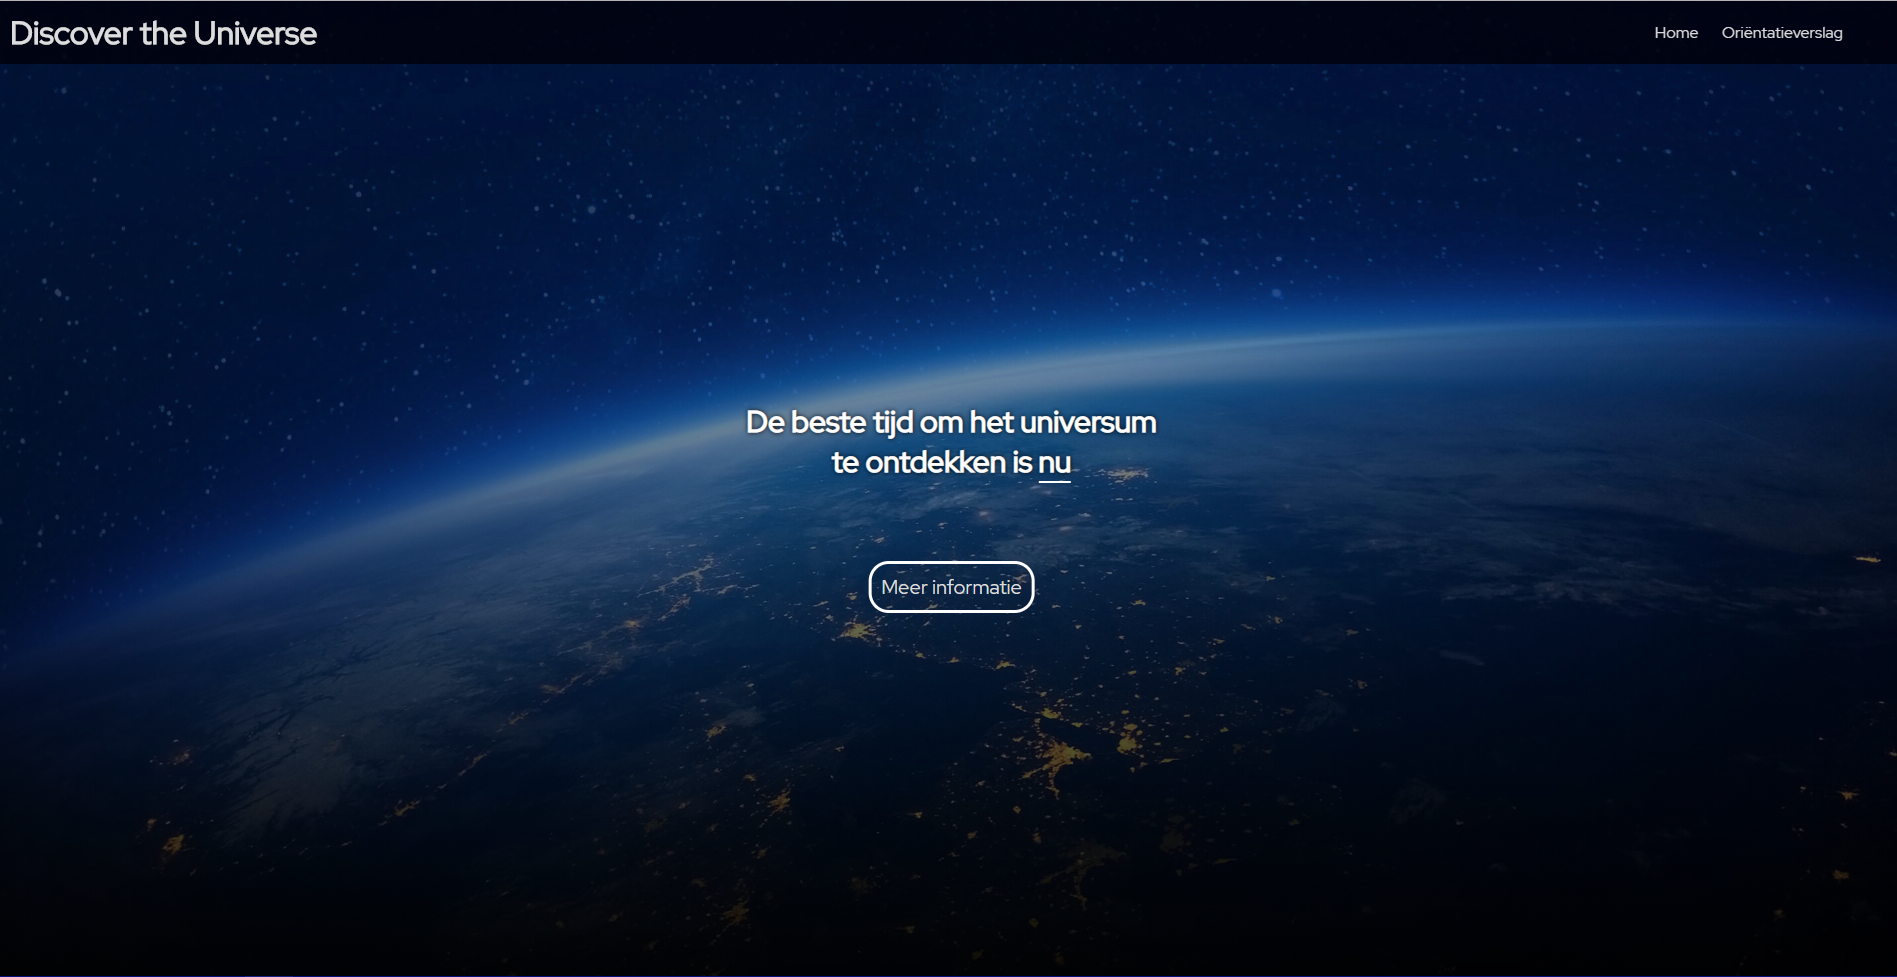 Discover the Universe
Home Oriëntatieverslag
De beste tijd om het universum
te ontdekken is nu
Meer informatie